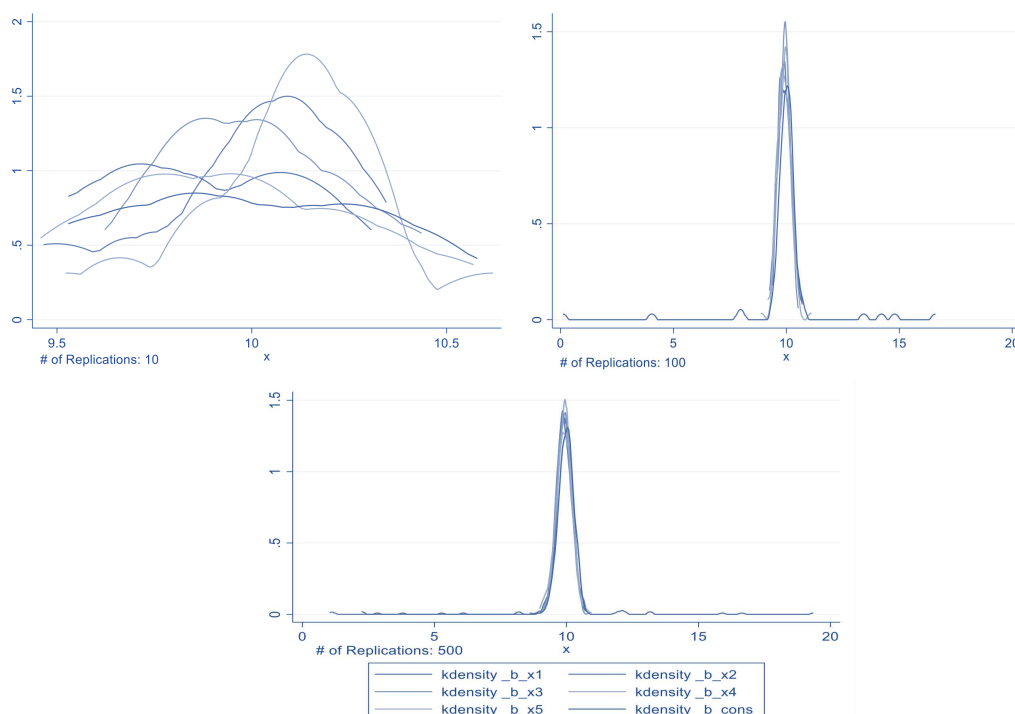 2
1.5
1
.5
0
9.5 10 10.5
x
# of Replications: 10
1.5
1
.5
0
0 5 10 15 20
x
# of Replications: 100
1.5
1
.5
0
0 5 10 15 20
x
# of Replications: 500
kdensity _b_x1 kdensity _b_x2
kdensity _b_x3 kdensity _b_x4
kdensity _b_x5 kdensity _b_cons